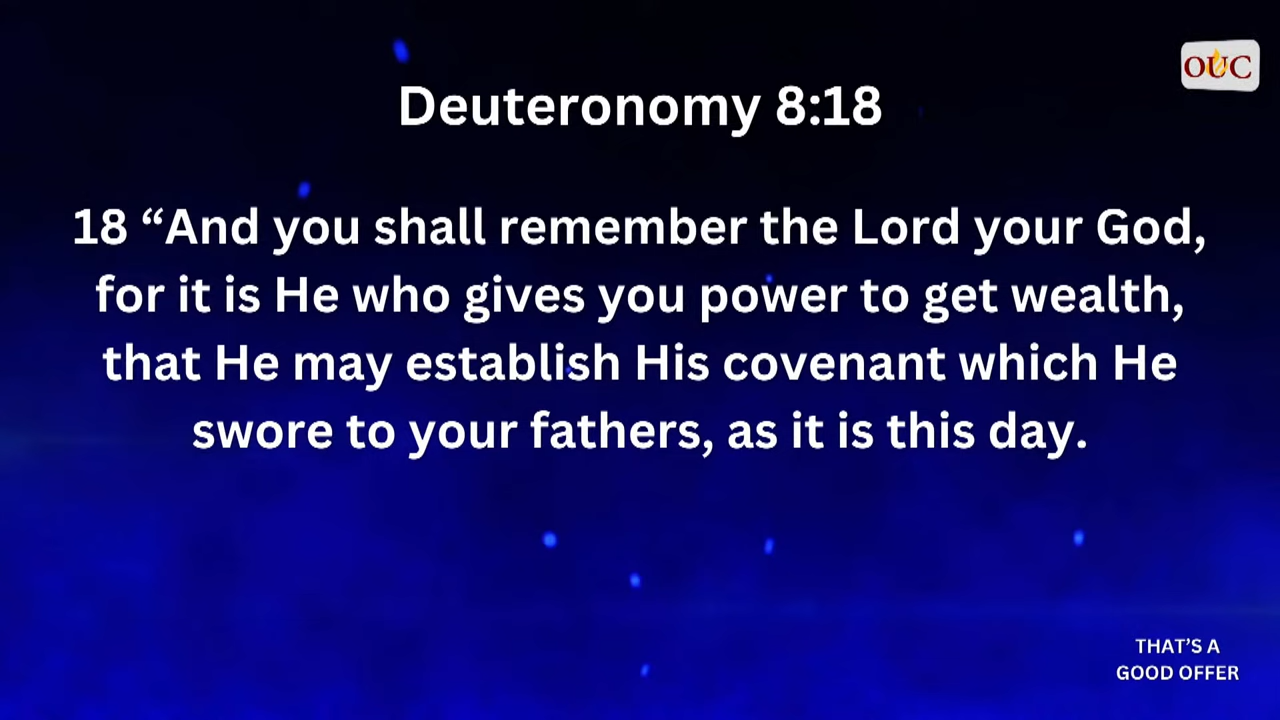 OUC
Deuteronomy 8:18
18 “And you shall remember the Lord your God,
for it is He who gives you power to get wealth,
that He may establish His covenant which He
swore to your fathers, as it is this day.
THAT’S A
GOOD OFFER